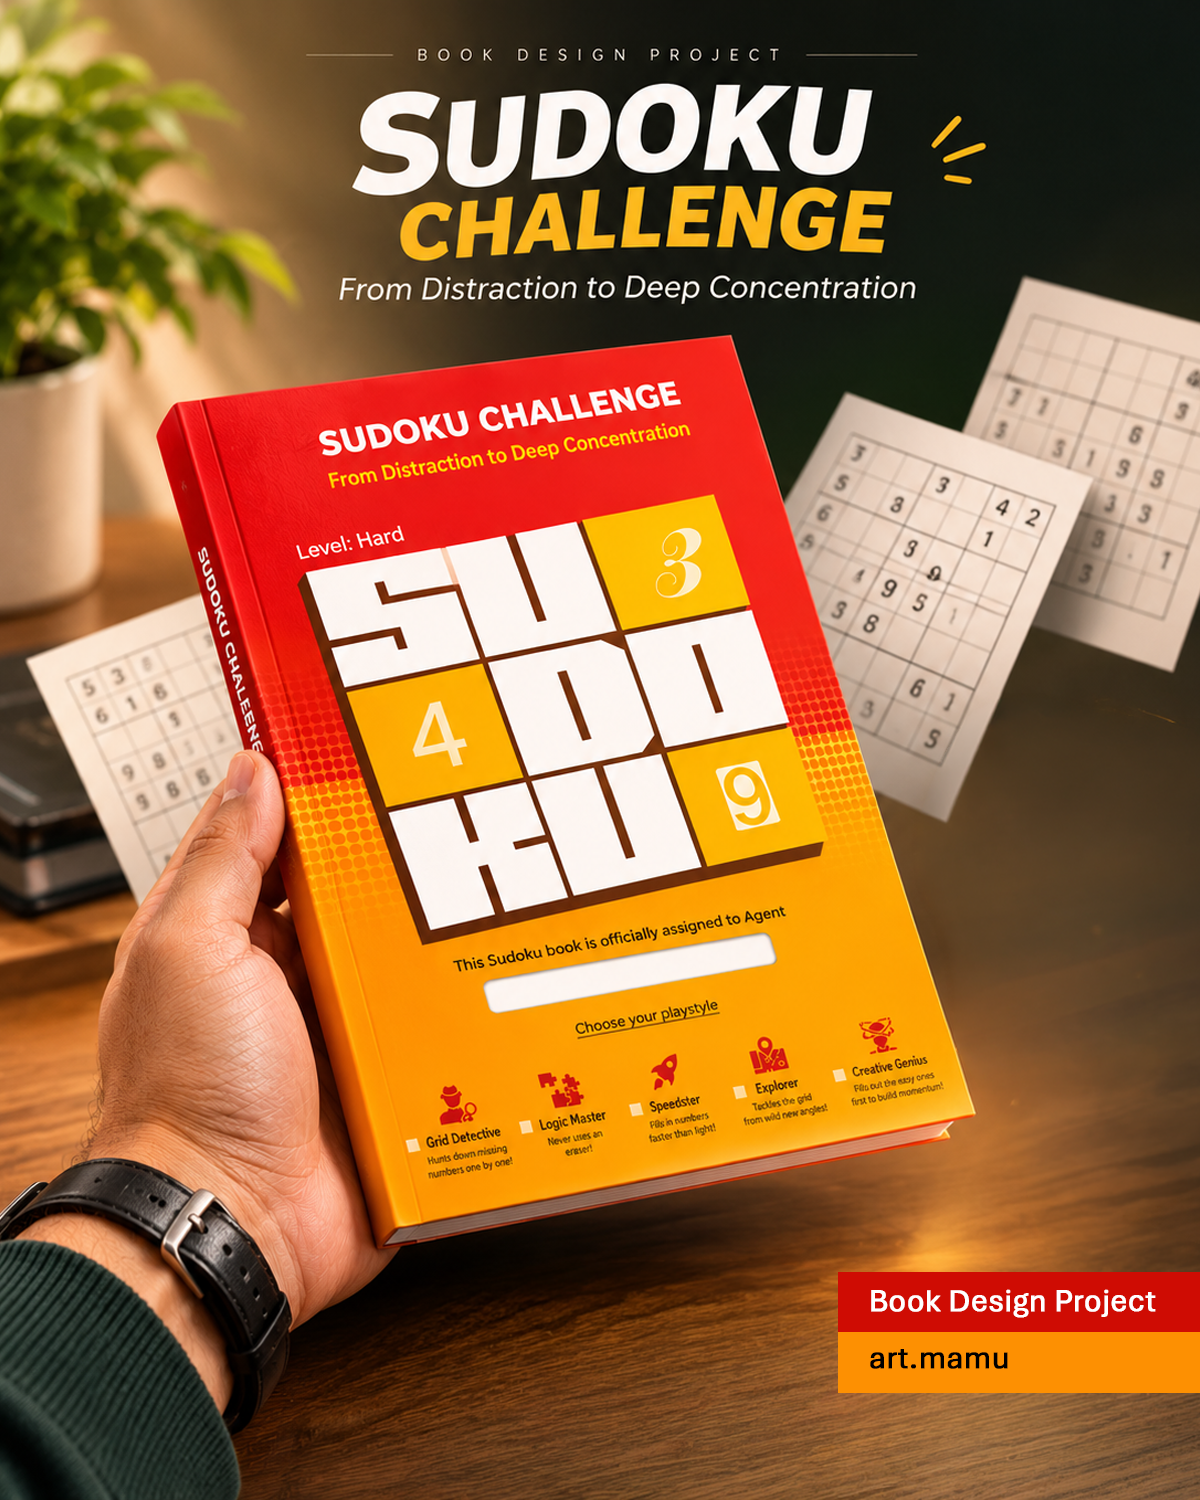 BOOK DESIGN PROJECT
SUDOKU
CHALLENGE
From Distraction to Deep Concentration
SUDOKU CHALLENGE
From Distraction to Deep Concentration
Level: Hard
SU 3
4 DO
KU 9
This Sudoku book is officially assigned to Agent
Choose your playstyle
Grid Detective
Hunts down missing
numbers one by one!
Logic Master
Never uses an
eraser!
Speedster
Fills in numbers
faster than light!
Explorer
Tackles the grid
from wild new angles!
Creative Genius
Fills out the easy ones
first to build momentum!
SUDOKU CHALEENE
Book Design Project
art.mamu